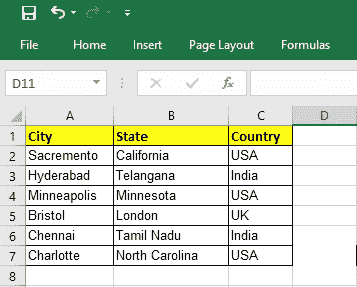 File Home Insert Page Layout Formulas
D11 fx
A B C D
1 City State Country
2 Sacremento California USA
3 Hyderabad Telangana India
4 Minneapolis Minnesota USA
5 Bristol London UK
6 Chennai Tamil Nadu India
7 Charlotte North Carolina USA
8